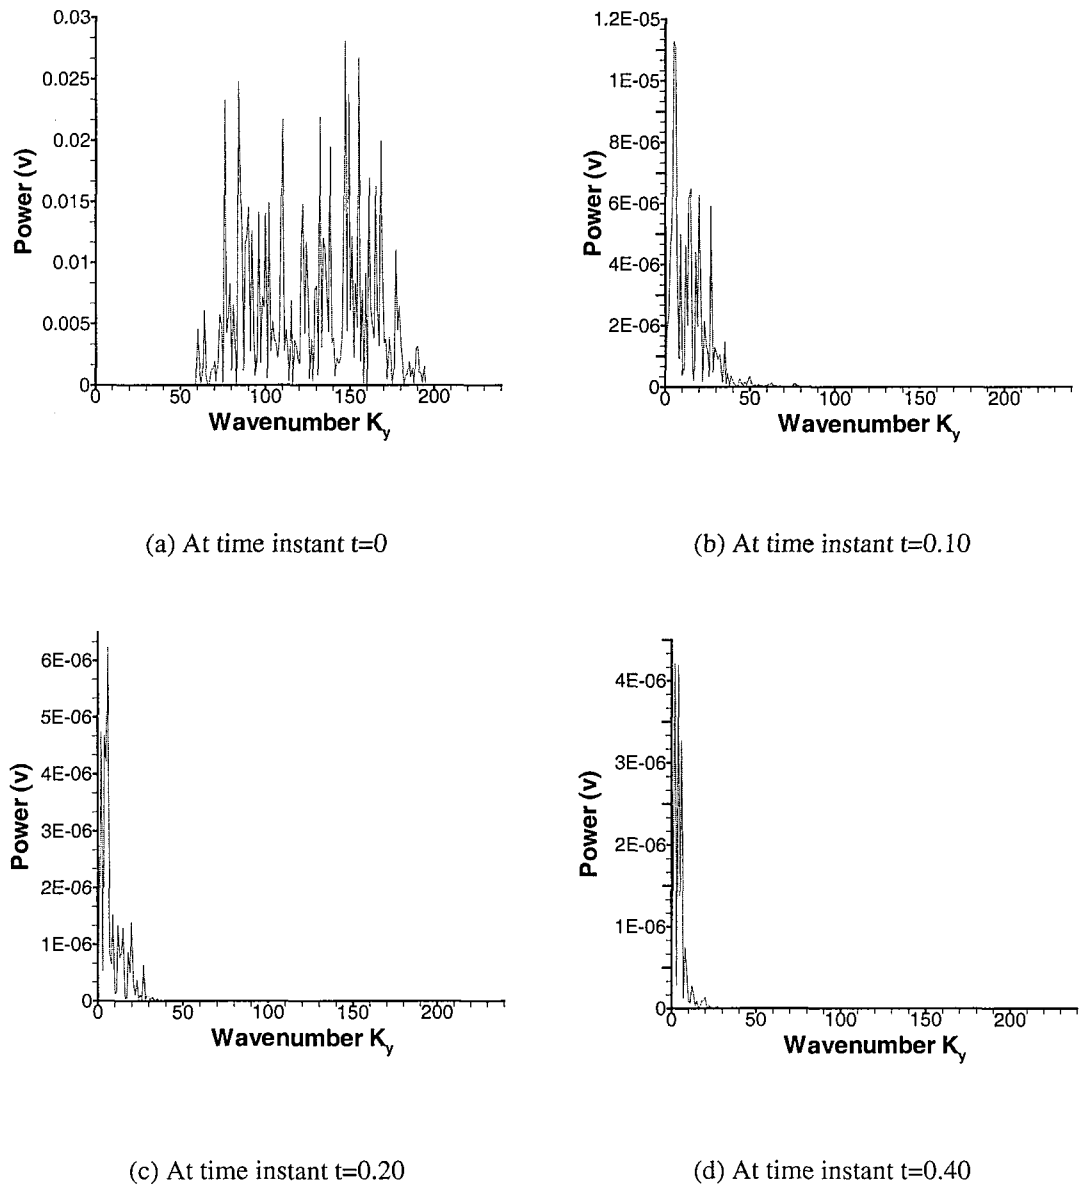 0.03
0.025
0.02
0.015
0.01
0.005
0
Power (v)
0 50 100 150 200
Wavenumber Ky
(a) At time instant t=0
1.2E-05
1E-05
8E-06
6E-06
4E-06
2E-06
0
Power (v)
0 50 100 150 200
Wavenumber Ky
(b) At time instant t=0.10
6E-06
5E-06
4E-06
3E-06
2E-06
1E-06
0
Power (v)
0 50 100 150 200
Wavenumber Ky
(c) At time instant t=0.20
4E-06
3E-06
2E-06
1E-06
0
Power (v)
0 50 100 150 200
Wavenumber Ky
(d) At time instant t=0.40